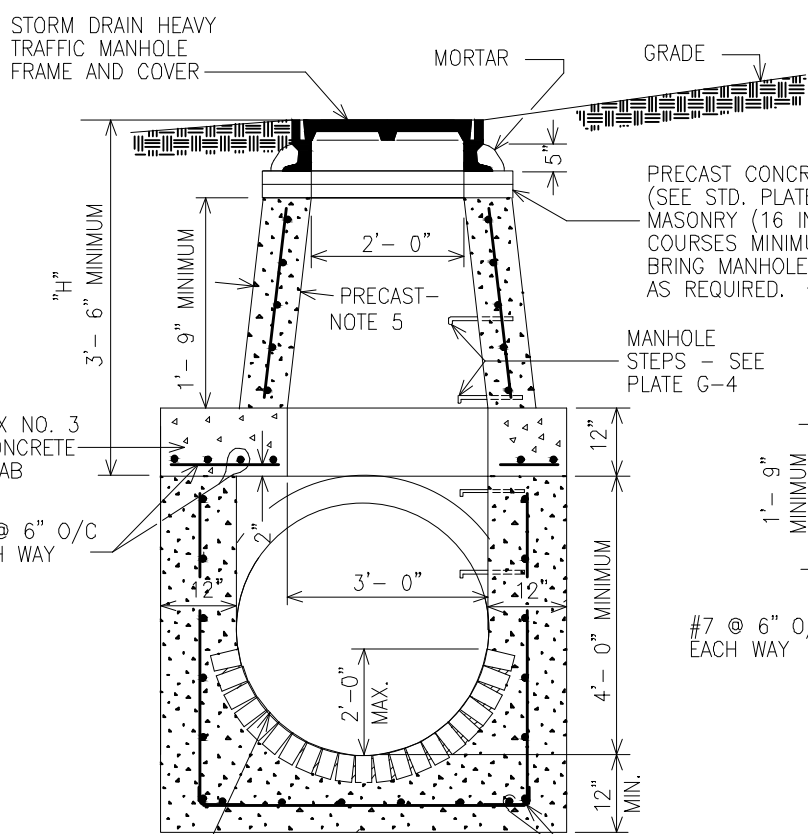 STORM DRAIN HEAVY
TRAFFIC MANHOLE
FRAME AND COVER
MORTAR
GRADE
5"
PRECAST CONCR
(SEE STD. PLATE
MASONRY (16 IN
COURSES MINIMU
BRING MANHOLE
AS REQUIRED.
"H"
3'- 6" MINIMUM
1'- 9" MINIMUM
2'- 0"
PRECAST-
NOTE 5
MANHOLE
STEPS - SEE
PLATE G-4
X NO. 3
ONCRETE
AB
12"
1'- 9"
MINIMUM
@ 6" O/C
H WAY
2"
12"
3'- 0"
12"
4'- 0" MINIMUM
#7 @ 6" O/
EACH WAY
2'-0"
MAX.
12"
MIN.